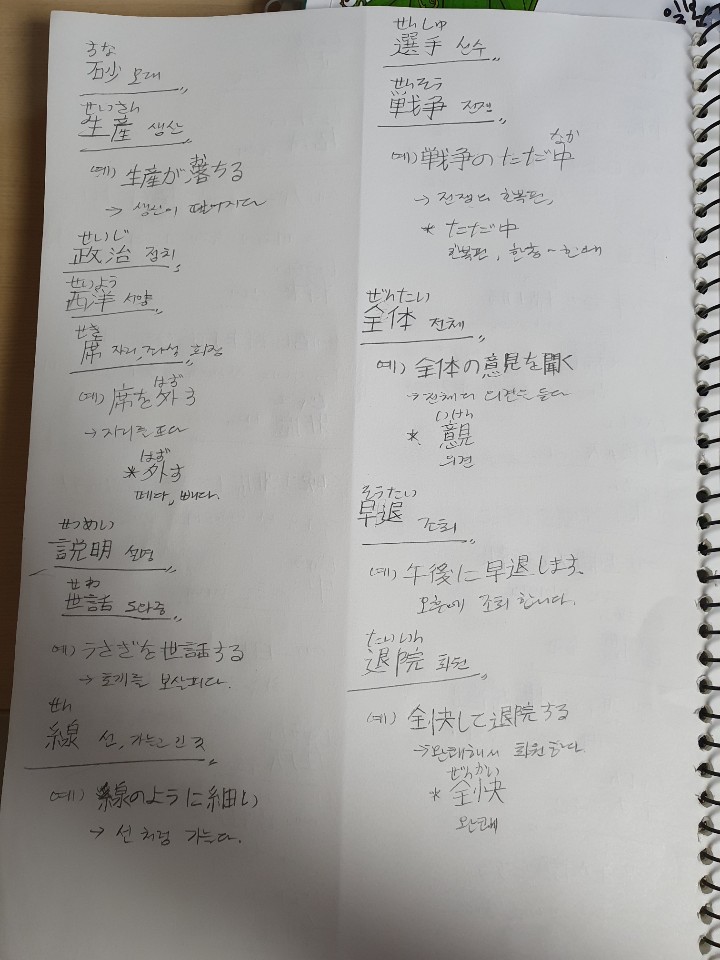 すな
砂 모래
せいさん
生産 생산
예) 生産が落ちる
→ 생산이 떨어지다
せいじ
政治 정치
せいよう
西洋 서양
せき
席 자리, 좌석
はず
예) 席を外す
→ 자리를 뜨다
はず
*外す
떼다, 빼다.
せつめい
説明 설명
せわ
世話 보살핌
예) うさぎを世話する
→ 토끼를 보살피다.
せん
線 선, 가늘고 긴 것
예) 線のように細い
→ 선 처럼 가늘다.
せんしゅ
選手 선수
せんそう
戦争 전쟁
なか
예) 戦争のただ中
→ 전쟁의 한복판,
* ただ中
한복판, 한창
ぜんたい
全体 전체
예) 全体の意見を聞く
→전체의 의견을 듣다
いけん
* 意見
의견
そうたい
早退 조퇴
예) 午後に早退します.
오후에 조퇴 합니다.
たいいん
退院 퇴원
예) 全快して退院する
→완쾌해서 퇴원 한다.
ぜんかい
* 全快
완쾌